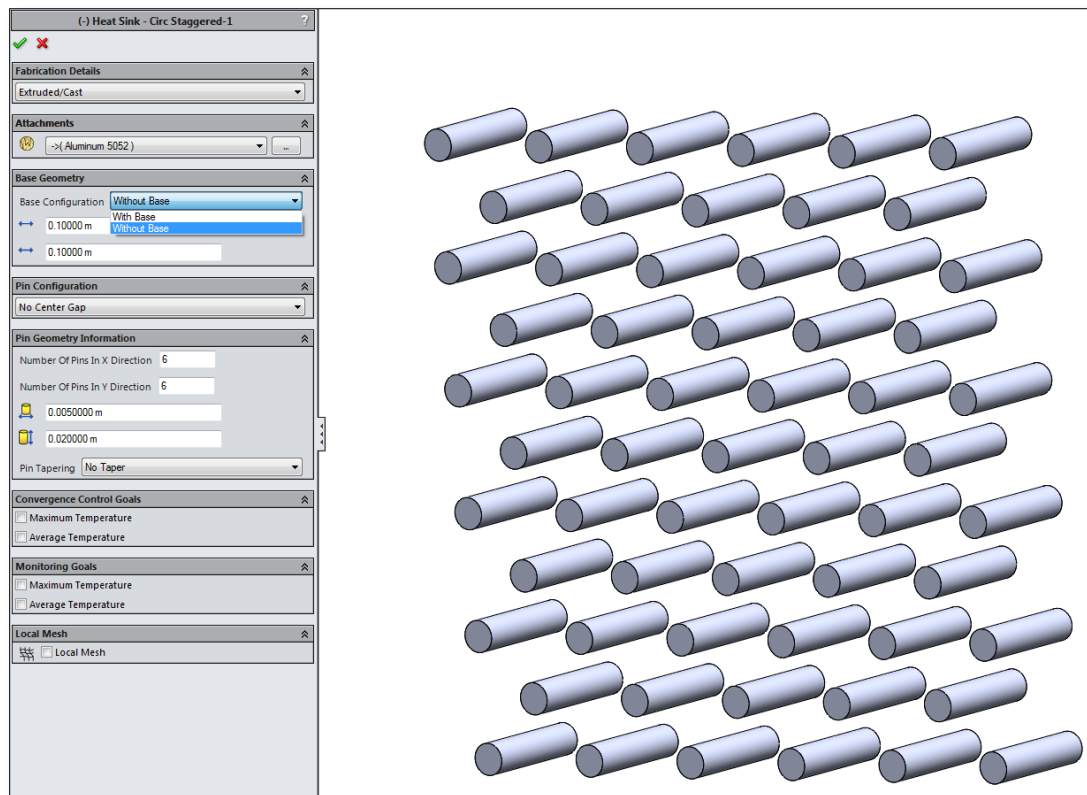 (-) Heat Sink - Circ Staggered-1 ?
Fabrication Details
Extruded/Cast
Attachments
->( Aluminum 5052 ) ...
Base Geometry
Base Configuration Without Base
With Base
0.10000 m
Without Base
0.10000 m
Pin Configuration
No Center Gap
Pin Geometry Information
Number Of Pins In X Direction 6
Number Of Pins In Y Direction 6
0.0050000 m
0.020000 m
Pin Tapering No Taper
Convergence Control Goals
Maximum Temperature
Average Temperature
Monitoring Goals
Maximum Temperature
Average Temperature
Local Mesh
Local Mesh